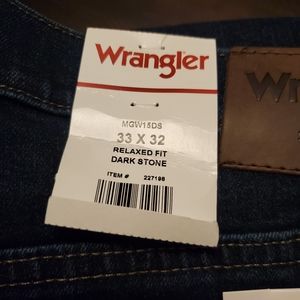 Wrangler
MGW15DS
33 X 32
RELAXED FIT
DARK STONE
ITEM # 227198
W